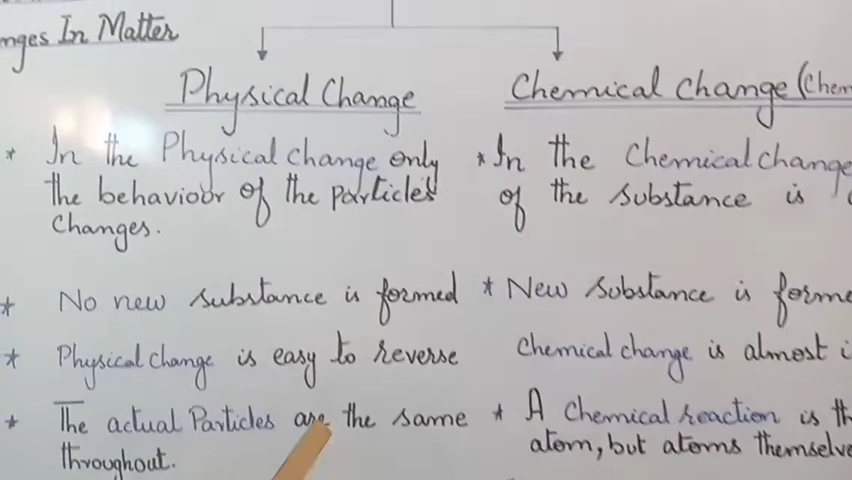 nges In Matter
Physical Change
Chemical Change (Chem
* In the Physical change only
the behaviour of the particle's
changes.
* In the Chemical change
of the substance is
* No new substance is formed
* New substance is forme
* Physical change is easy to reverse
Chemical change is almost i
* The actual Particles are the same
throughout.
* A Chemical reaction is th
atom, but atoms themselve